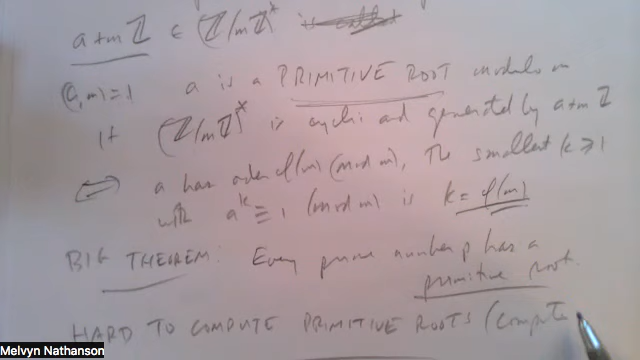 a+mℤ ∈ (ℤ/mℤ)*
(a,m)=1 a is a PRIMITIVE ROOT modulo m
if (ℤ/mℤ)* is cyclic and generated by a+mℤ
⟺ a has order φ(m) (mod m), The smallest k≥1
with a^k ≡ 1 (mod m) is k = φ(m)
BIG THEOREM: Every prime number p has a
primitive root.
HARD TO COMPUTE PRIMITIVE ROOTS (compute
Melvyn Nathanson